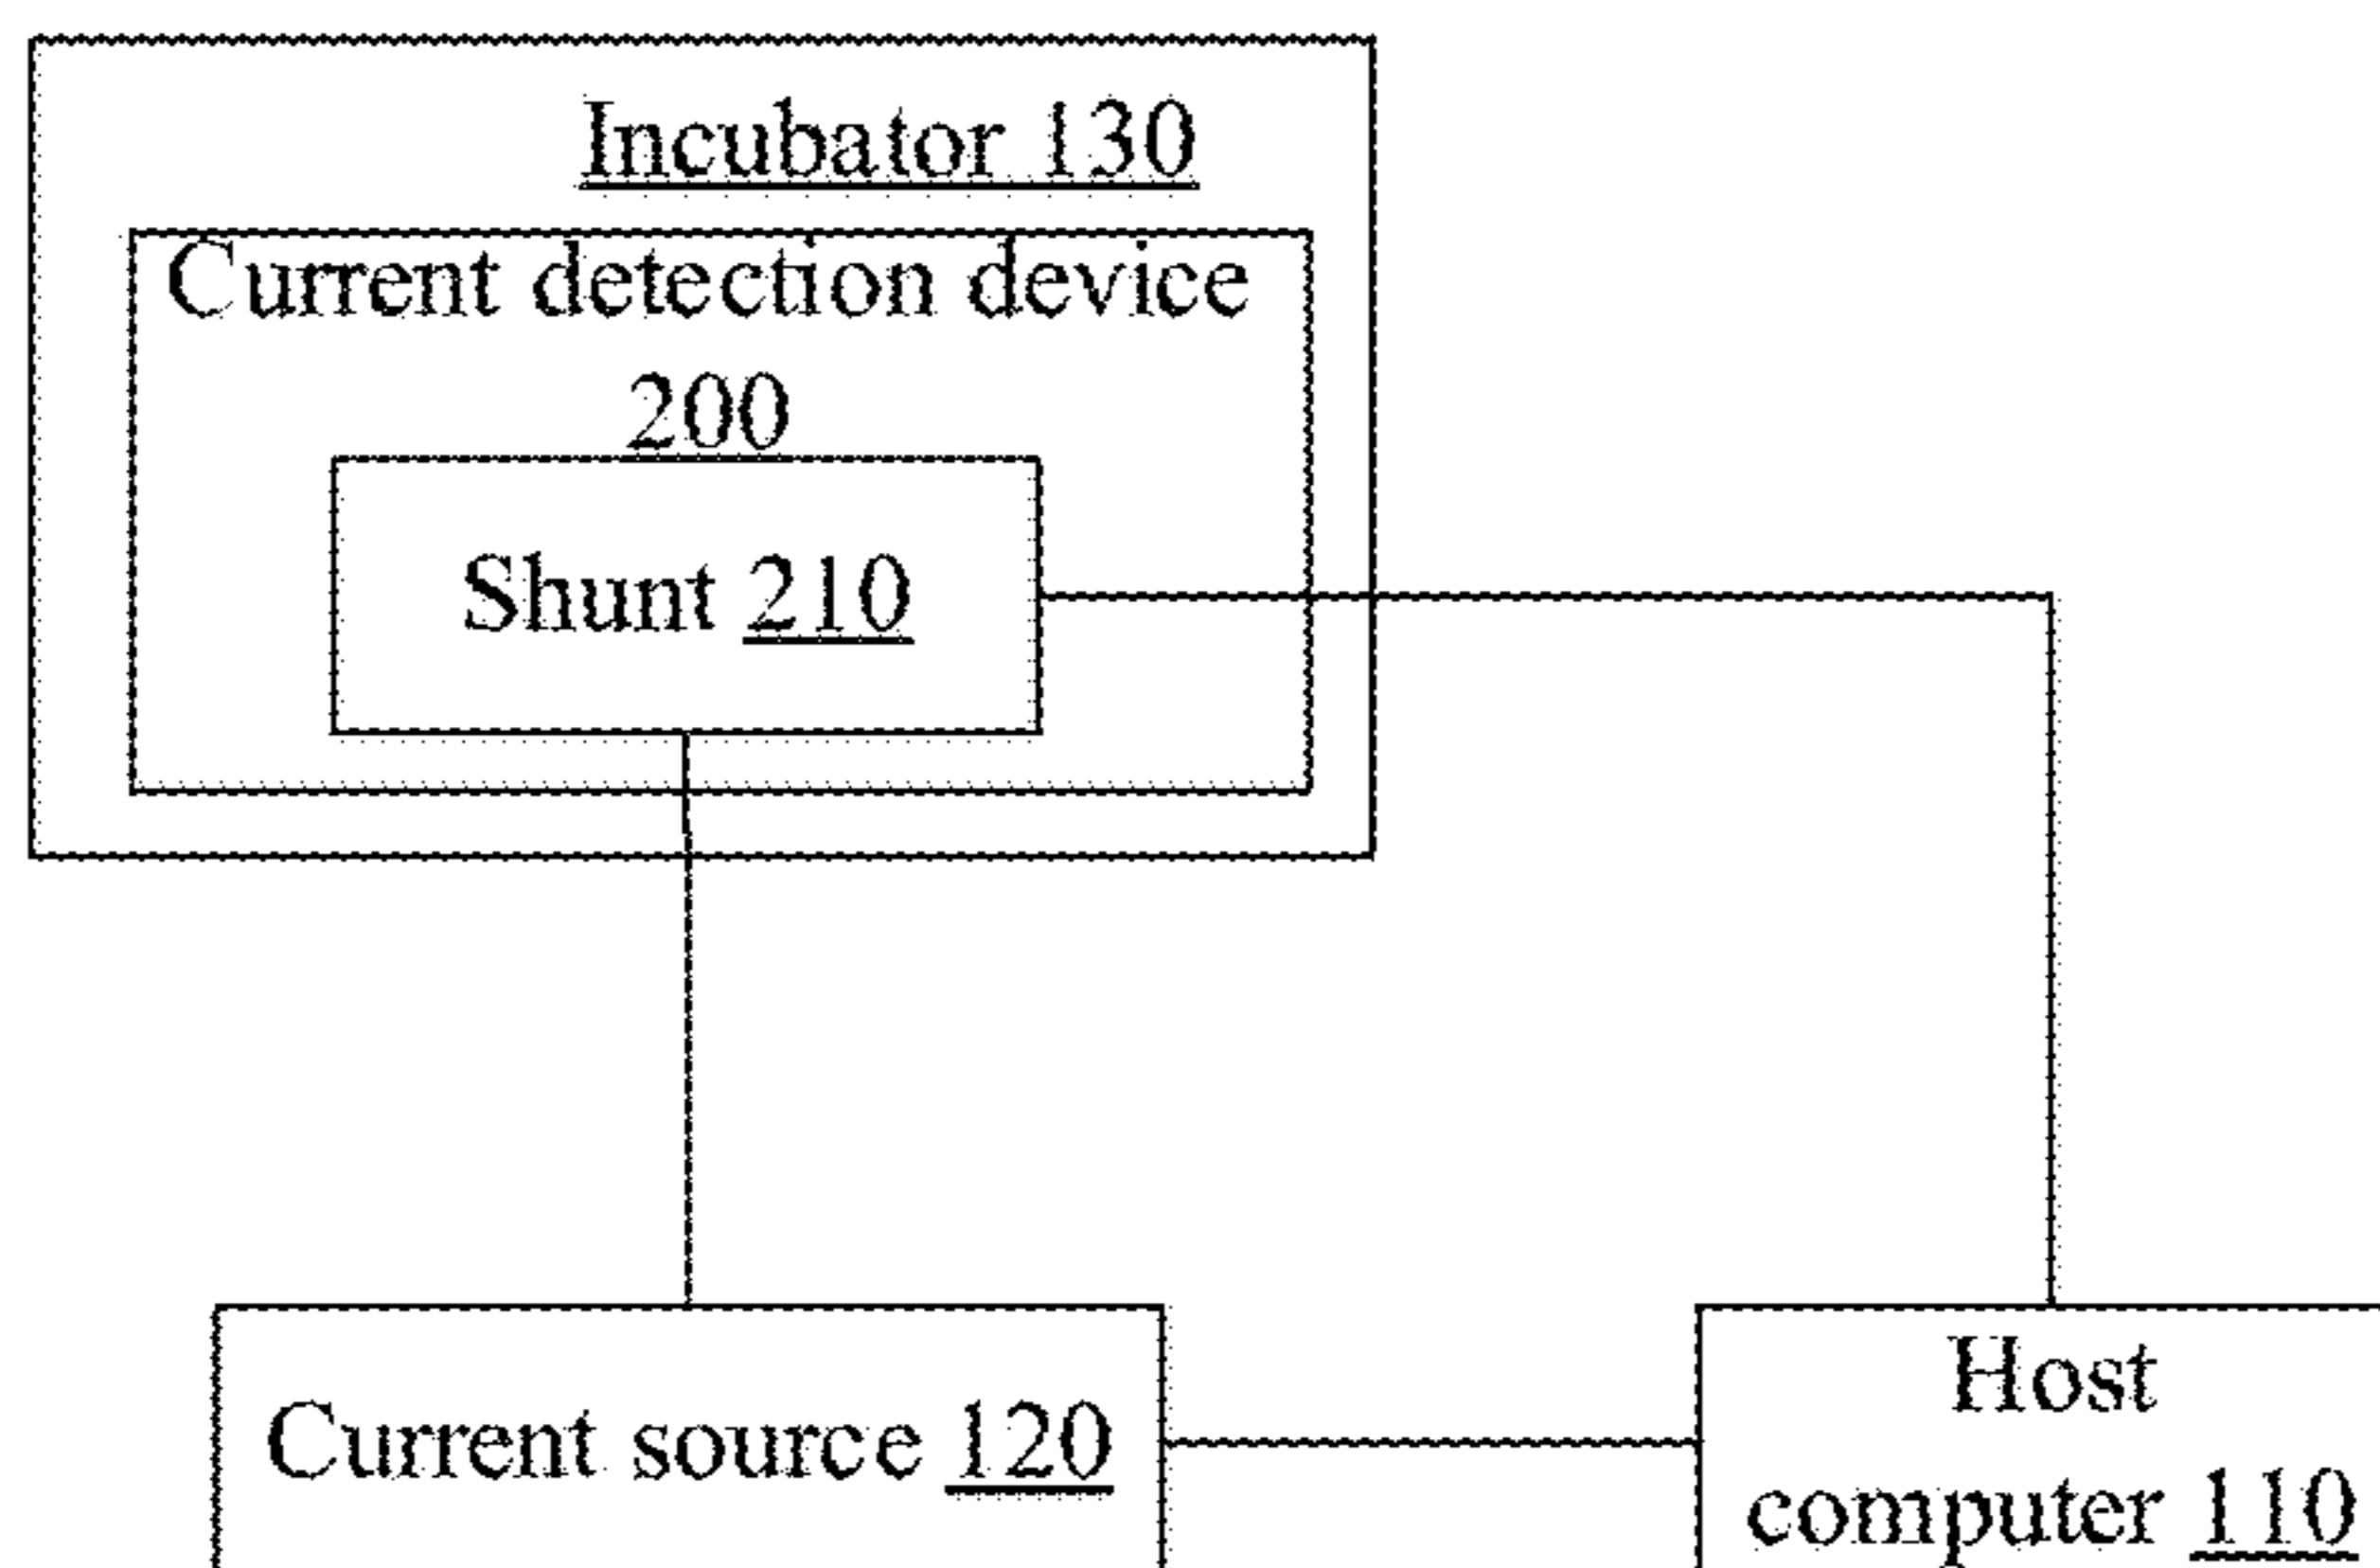 Incubator 130
Current detection device
200
Shunt 210
Current source 120
Host
computer 110